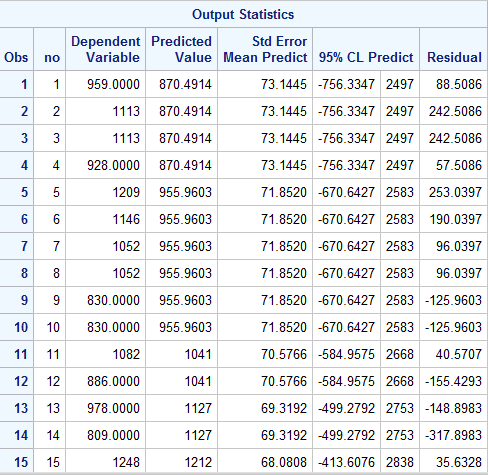 Output Statistics
Obs no Dependent Variable Predicted Value Std Error Mean Predict 95% CL Predict Residual
1 1 959.0000 870.4914 73.1445 -756.3347 2497 88.5086
2 2 1113 870.4914 73.1445 -756.3347 2497 242.5086
3 3 1113 870.4914 73.1445 -756.3347 2497 242.5086
4 4 928.0000 870.4914 73.1445 -756.3347 2497 57.5086
5 5 1209 955.9603 71.8520 -670.6427 2583 253.0397
6 6 1146 955.9603 71.8520 -670.6427 2583 190.0397
7 7 1052 955.9603 71.8520 -670.6427 2583 96.0397
8 8 1052 955.9603 71.8520 -670.6427 2583 96.0397
9 9 830.0000 955.9603 71.8520 -670.6427 2583 -125.9603
10 10 830.0000 955.9603 71.8520 -670.6427 2583 -125.9603
11 11 1082 1041 70.5766 -584.9575 2668 40.5707
12 12 886.0000 1041 70.5766 -584.9575 2668 -155.4293
13 13 978.0000 1127 69.3192 -499.2792 2753 -148.8983
14 14 809.0000 1127 69.3192 -499.2792 2753 -317.8983
15 15 1248 1212 68.0808 -413.6076 2838 35.6328